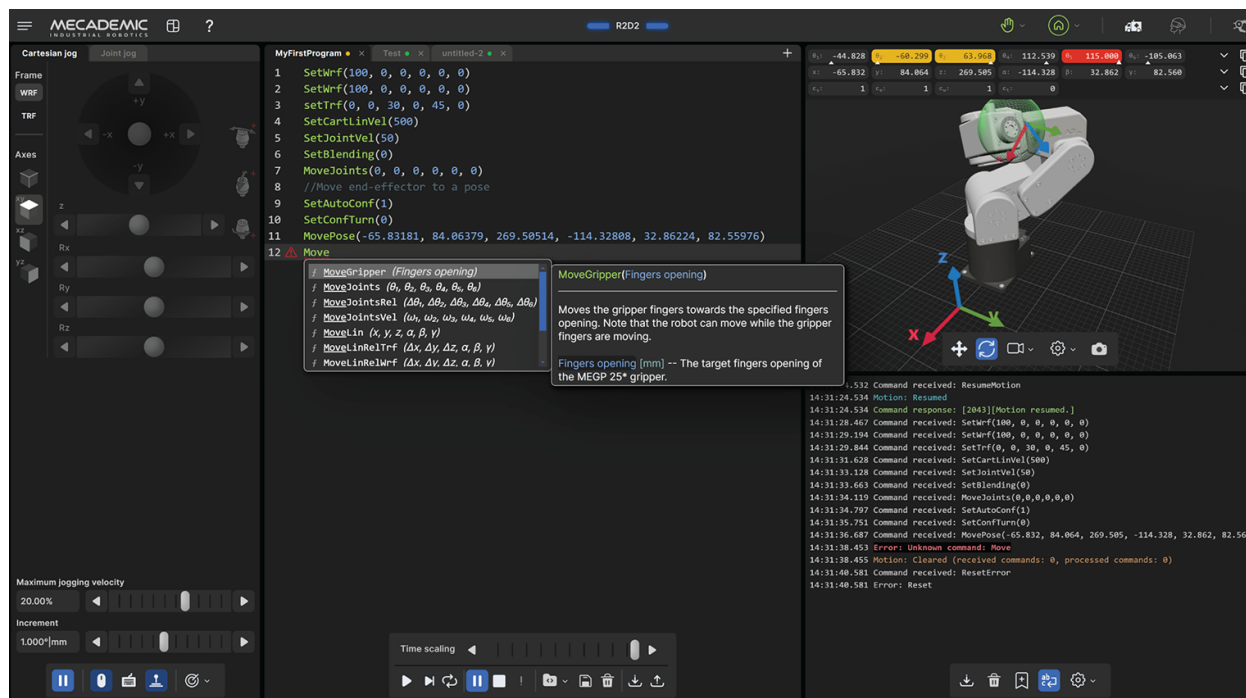 MECADEMIC
INDUSTRIAL ROBOTICS
?
R2D2
Cartesian jog
Joint jog
Frame
WRF
TRF
Axes
+y
-x
+x
-y
xy
xz
yz
z
Rx
Ry
Rz
Maximum jogging velocity
20.00%
Increment
1.000°|mm
MyFirstProgram
Test
untitled-2
1 SetWrf(100, 0, 0, 0, 0, 0)
2 SetWrf(100, 0, 0, 0, 0, 0)
3 setTrf(0, 0, 30, 0, 45, 0)
4 SetCartLinVel(500)
5 SetJointVel(50)
6 SetBlending(0)
7 MoveJoints(0, 0, 0, 0, 0, 0)
8 //Move end-effector to a pose
9 SetAutoConf(1)
10 SetConfTurn(0)
11 MovePose(-65.83181, 84.06379, 269.50514, -114.32808, 32.86224, 82.55976)
12 Move
MoveGripper (Fingers opening)
MoveJoints (θ₁, θ₂, θ₃, θ₄, θ₅, θ₆)
MoveJointsRel (Δθ₁, Δθ₂, Δθ₃, Δθ₄, Δθ₅, Δθ₆)
MoveJointsVel (ω₁, ω₂, ω₃, ω₄, ω₅, ω₆)
MoveLin (x, y, z, α, β, γ)
MoveLinRelTrf (Δx, Δy, Δz, α, β, γ)
MoveLinRelWrf (Δx, Δy, Δz, α, β, γ)
MoveGripper(Fingers opening)
Moves the gripper fingers towards the specified fingers
opening. Note that the robot can move while the gripper
fingers are moving.
Fingers opening [mm] -- The target fingers opening of
the MEGP 25* gripper.
Time scaling
-44.828 -60.299 63.968 112.539 115.000 -105.063
x: -65.832 y: 84.064 z: 269.505 α: -114.328 β: 32.862 γ: 82.560
1 1 1 0
Z
X
Y
.532 Command received: ResumeMotion
14:31:24.534 Motion: Resumed
14:31:24.534 Command response: [2043][Motion resumed.]
14:31:28.467 Command received: SetWrf(100, 0, 0, 0, 0, 0)
14:31:29.194 Command received: SetWrf(100, 0, 0, 0, 0, 0)
14:31:29.844 Command received: SetTrf(0, 0, 30, 0, 45, 0)
14:31:31.628 Command received: SetCartLinVel(500)
14:31:33.128 Command received: SetJointVel(50)
14:31:33.663 Command received: SetBlending(0)
14:31:34.119 Command received: MoveJoints(0,0,0,0,0,0)
14:31:34.797 Command received: SetAutoConf(1)
14:31:35.751 Command received: SetConfTurn(0)
14:31:36.687 Command received: MovePose(-65.832, 84.064, 269.505, -114.328, 32.862, 82.56
14:31:38.453 Error: Unknown command: Move
14:31:38.455 Motion: Cleared (received commands: 0, processed commands: 0)
14:31:40.581 Command received: ResetError
14:31:40.581 Error: Reset